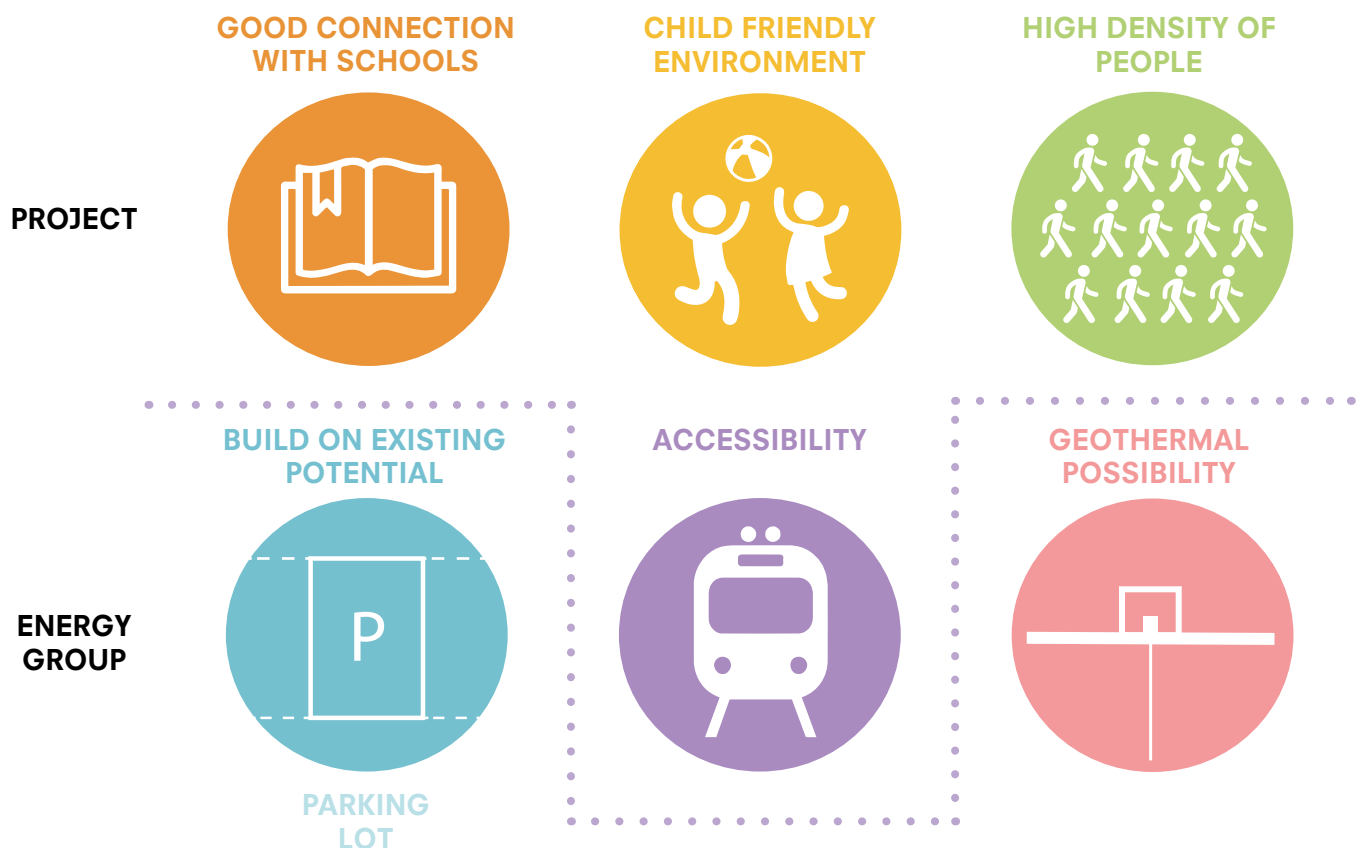 GOOD CONNECTION
WITH SCHOOLS
CHILD FRIENDLY
ENVIRONMENT
HIGH DENSITY OF
PEOPLE
PROJECT
BUILD ON EXISTING
POTENTIAL
ACCESSIBILITY
GEOTHERMAL
POSSIBILITY
ENERGY
GROUP
P
PARKING
LOT